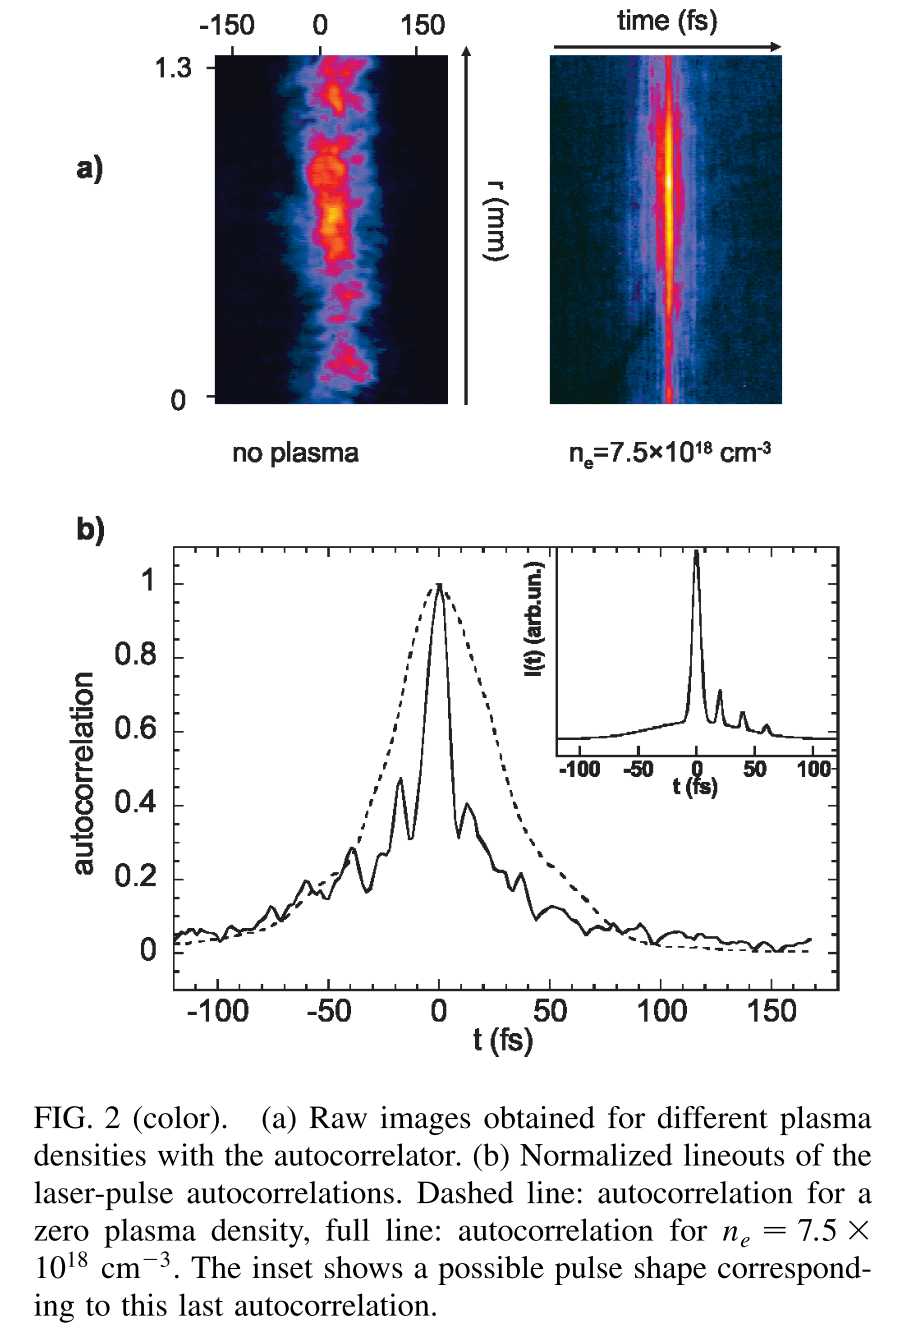 -150 0 150
time (fs)
1.3
a)
r (mm)
0
no plasma
nₑ=7.5×10¹⁸ cm⁻³
b)
1
0.8
0.6
0.4
0.2
0
autocorrelation
-100 -50 0 50 100 150
t (fs)
I(t) (arb.un.)
-100 -50 0 50 100
t (fs)
FIG. 2 (color). (a) Raw images obtained for different plasma
densities with the autocorrelator. (b) Normalized lineouts of the
laser-pulse autocorrelations. Dashed line: autocorrelation for a
zero plasma density, full line: autocorrelation for nₑ = 7.5 ×
10¹⁸ cm⁻³. The inset shows a possible pulse shape correspond-
ing to this last autocorrelation.